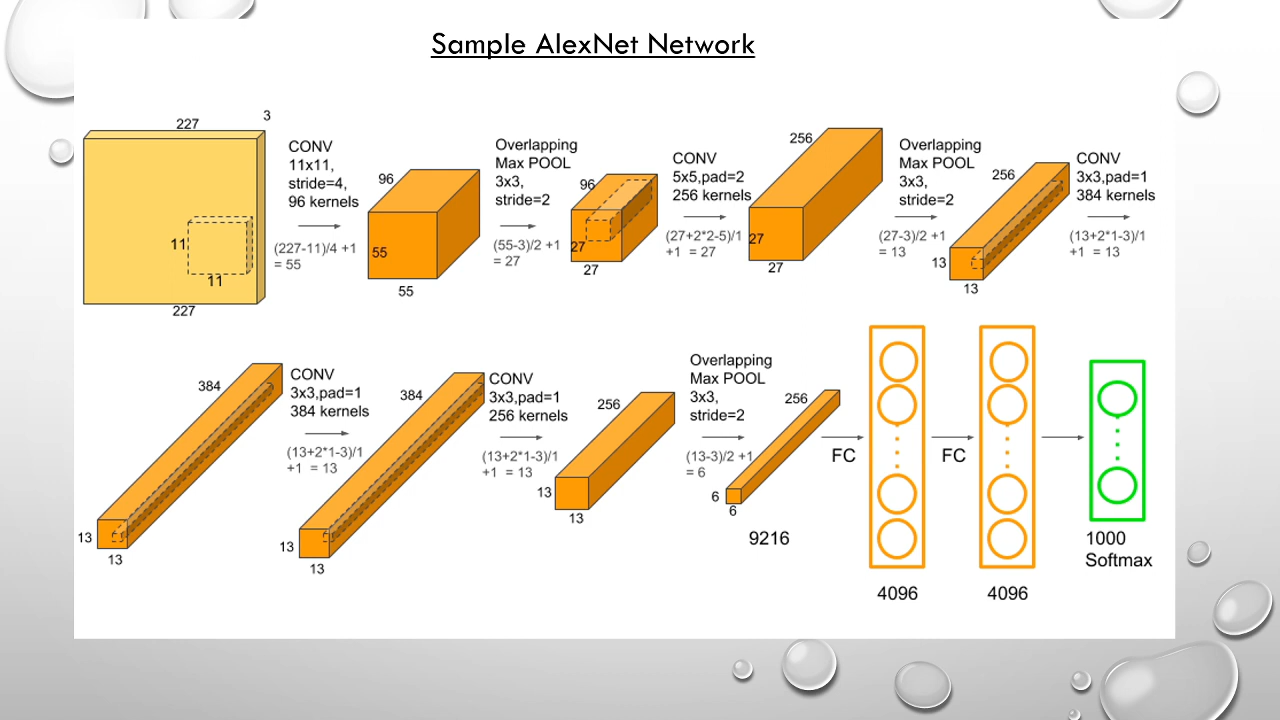 Sample AlexNet Network
227
3
CONV
11x11,
stride=4,
96 kernels
(227-11)/4 +1
= 55
11
11
227
96
55
55
Overlapping
Max POOL
3x3,
stride=2
(55-3)/2 +1
= 27
96
27
27
CONV
5x5,pad=2
256 kernels
(27+2*2-5)/1
+1 = 27
256
27
27
Overlapping
Max POOL
3x3,
stride=2
(27-3)/2 +1
= 13
256
13
13
CONV
3x3,pad=1
384 kernels
(13+2*1-3)/1
+1 = 13
384
13
13
CONV
3x3,pad=1
384 kernels
(13+2*1-3)/1
+1 = 13
384
13
13
CONV
3x3,pad=1
256 kernels
(13+2*1-3)/1
+1 = 13
256
13
13
Overlapping
Max POOL
3x3,
stride=2
(13-3)/2 +1
= 6
256
6
6
9216
FC
4096
FC
4096
1000
Softmax